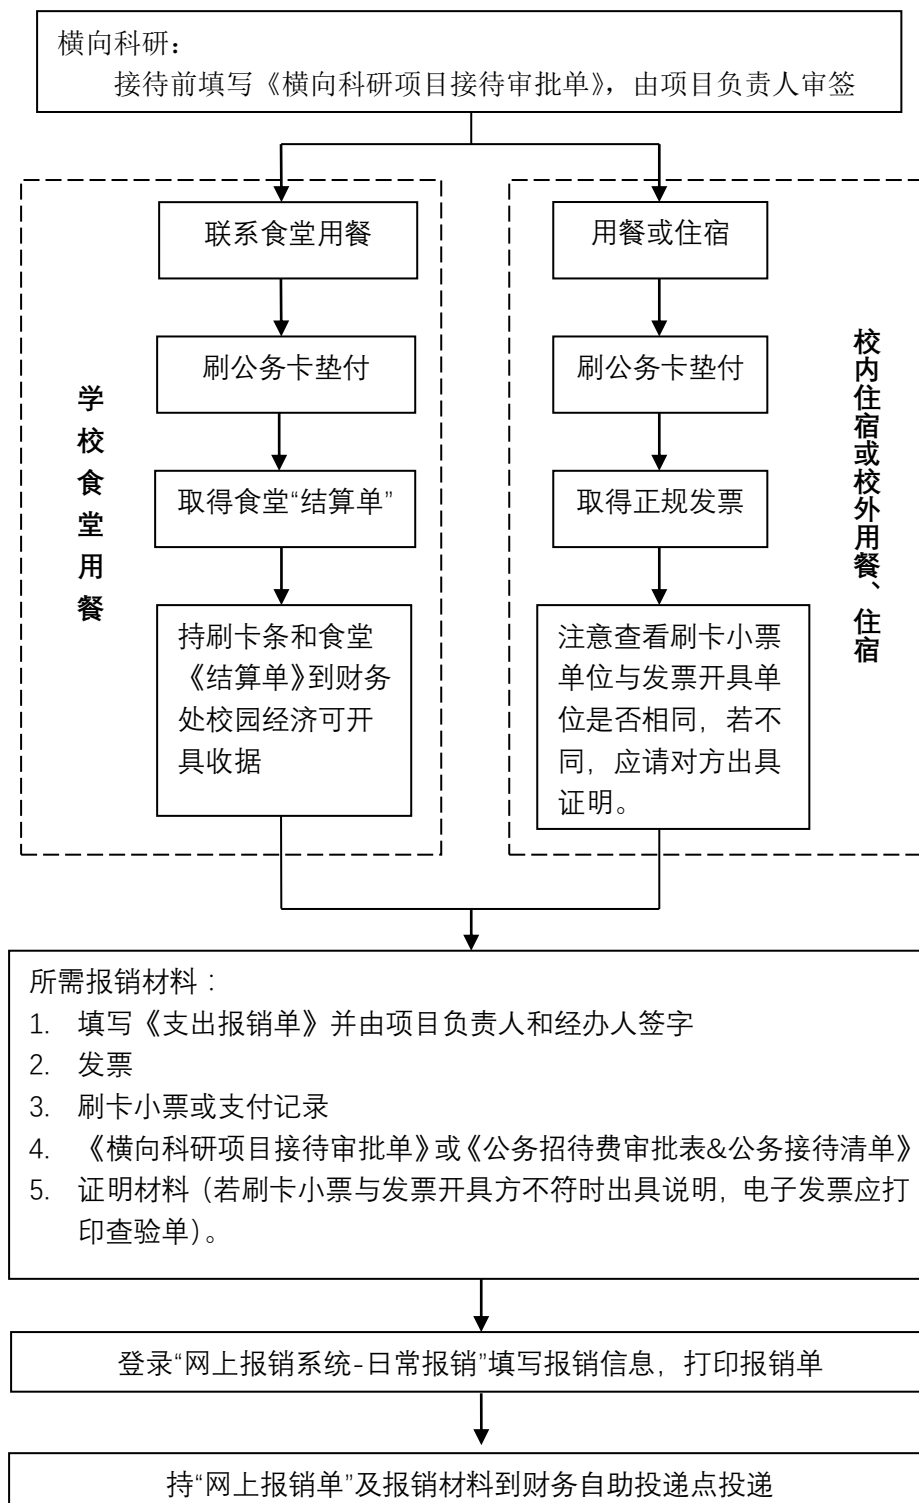 横向科研：
接待前填写《横向科研项目接待审批单》，由项目负责人审签
学校食堂用餐
联系食堂用餐
刷公务卡垫付
取得食堂“结算单”
持刷卡条和食堂
《结算单》到财务
处校园经济可开
具收据
用餐或住宿
刷公务卡垫付
取得正规发票
注意查看刷卡小票
单位与发票开具单
位是否相同，若不
同，应请对方出具
证明。
校内住宿或校外用餐、住宿
所需报销材料：
1. 填写《支出报销单》并由项目负责人和经办人签字
2. 发票
3. 刷卡小票或支付记录
4. 《横向科研项目接待审批单》或《公务招待费审批表&公务接待清单》
5. 证明材料（若刷卡小票与发票开具方不符时出具说明，电子发票应打
印查验单）。
登录“网上报销系统-日常报销”填写报销信息，打印报销单
持“网上报销单”及报销材料到财务自助投递点投递